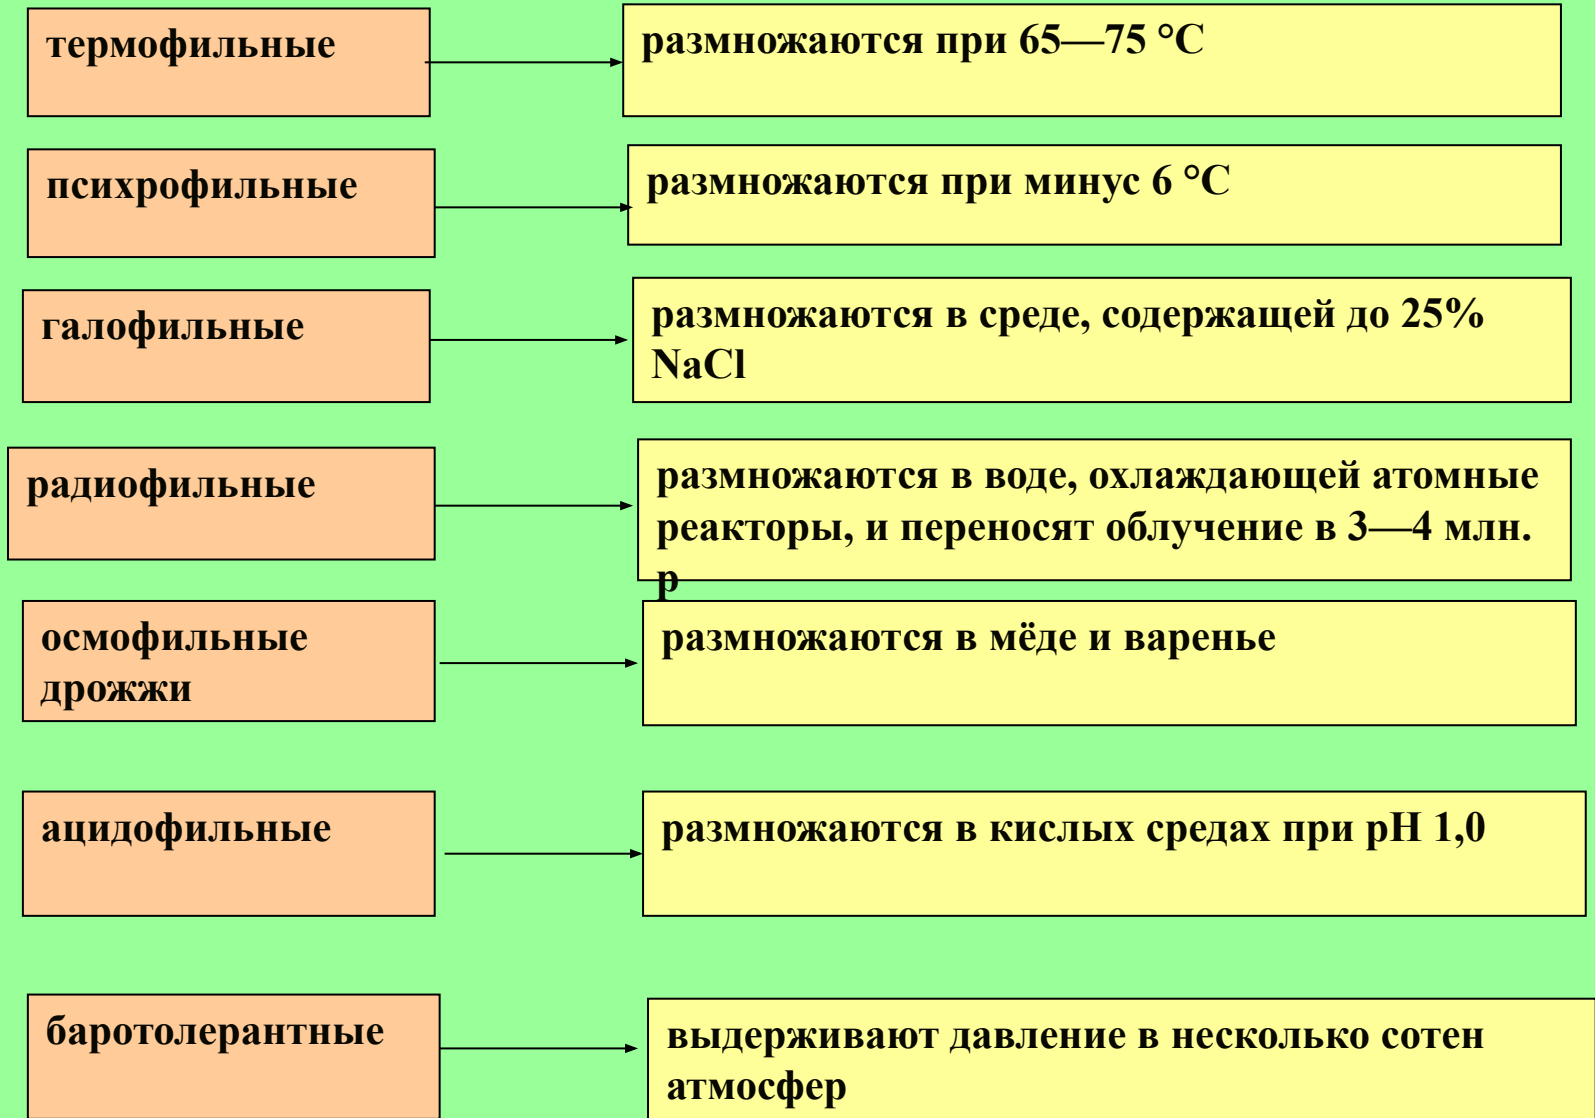 термофильные
размножаются при 65—75 °C
психрофильные
размножаются при минус 6 °C
галофильные
размножаются в среде, содержащей до 25%
NaCl
радиофильные
размножаются в воде, охлаждающей атомные
реакторы, и переносят облучение в 3—4 млн.
р
осмофильные
дрожжи
размножаются в мёде и варенье
ацидофильные
размножаются в кислых средах при pH 1,0
баротолерантные
выдерживают давление в несколько сотен
атмосфер